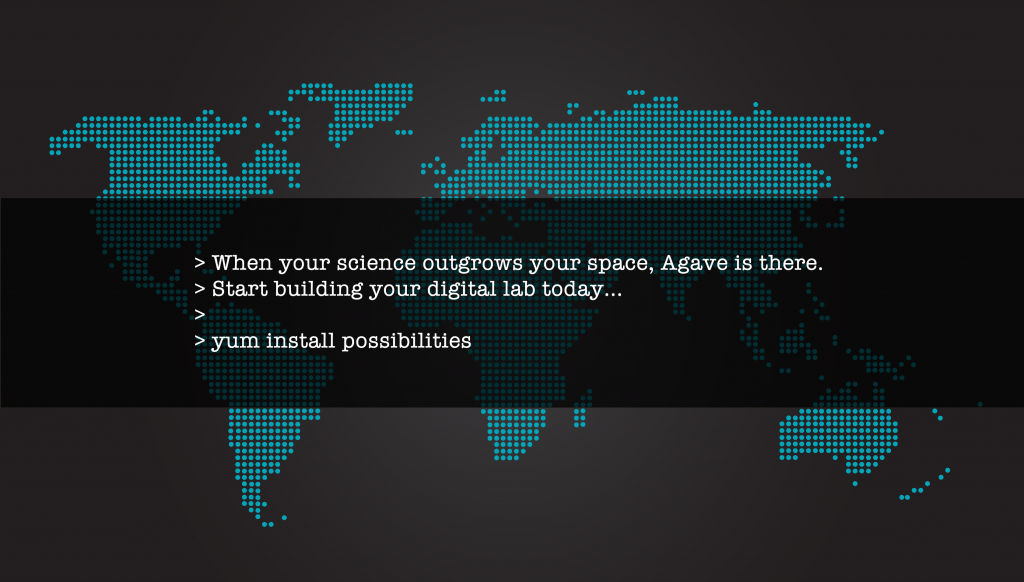 > When your science outgrows your space, Agave is there.
> Start building your digital lab today...
>
> yum install possibilities